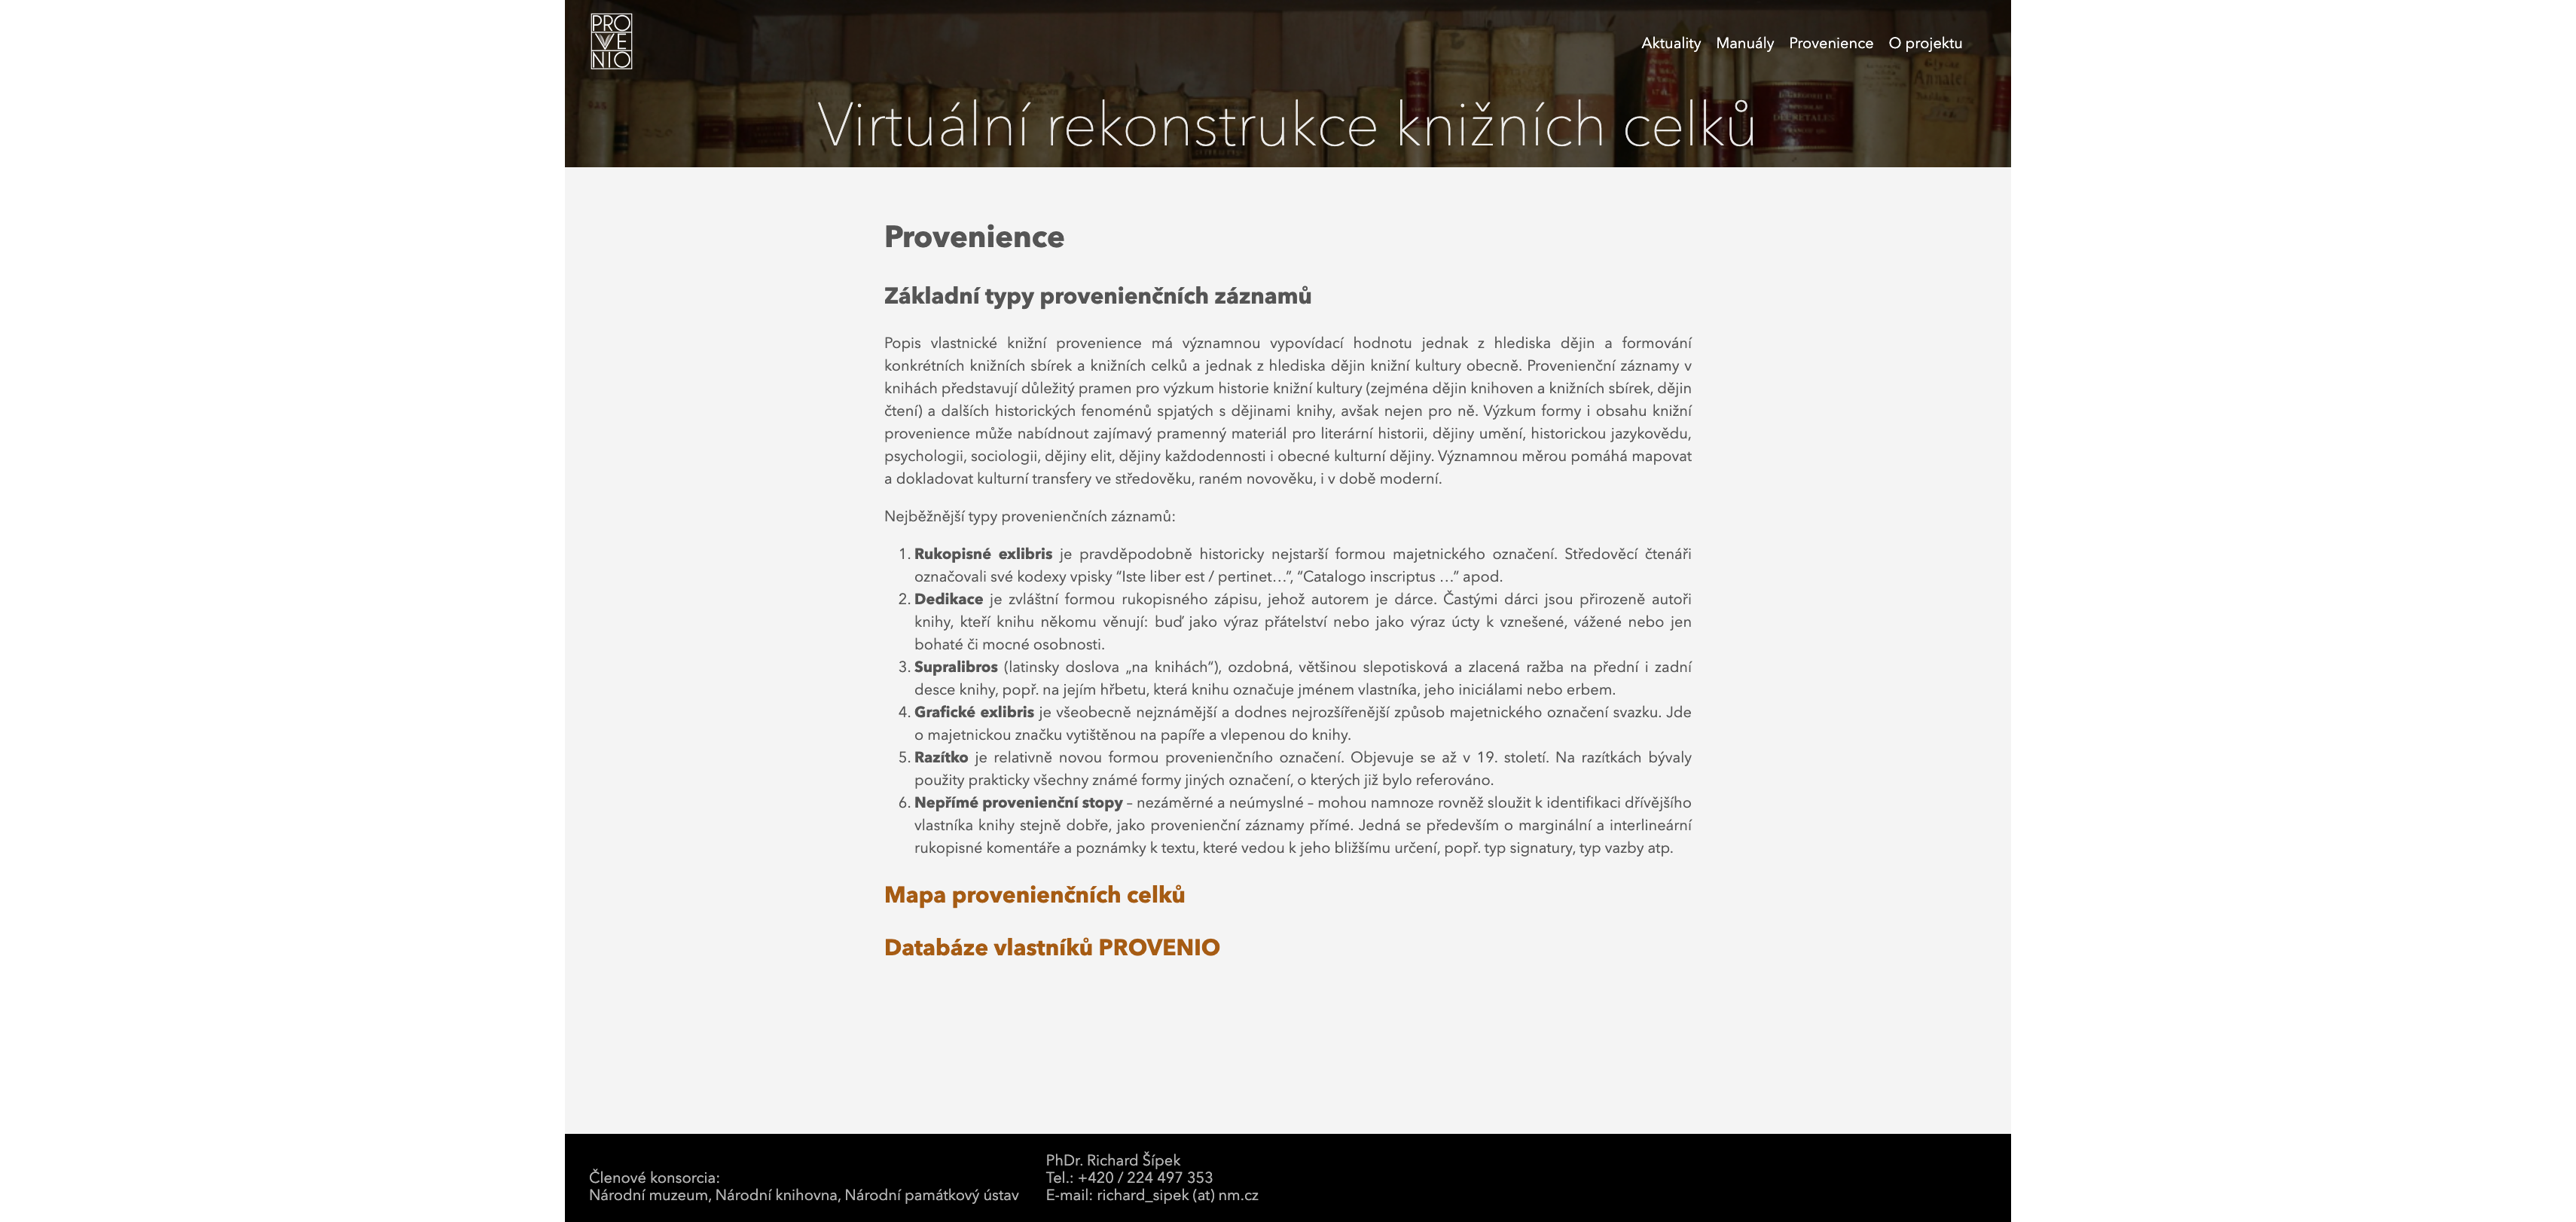 PRO
VE
NIO
Aktuality Manuály Provenience O projektu
Virtuální rekonstrukce knižních celků
Provenience
Základní typy provenienčních záznamů
Popis vlastnické knižní provenience má významnou vypovídací hodnotu jednak z hlediska dějin a formování
konkrétních knižních sbírek a knižních celků a jednak z hlediska dějin knižní kultury obecně. Provenienční záznamy v
knihách představují důležitý pramen pro výzkum historie knižní kultury (zejména dějin knihoven a knižních sbírek, dějin
čtení) a dalších historických fenoménů spjatých s dějinami knihy, avšak nejen pro ně. Výzkum formy i obsahu knižní
provenience může nabídnout zajímavý pramenný materiál pro literární historii, dějiny umění, historickou jazykovědu,
psychologii, sociologii, dějiny elit, dějiny každodennosti i obecné kulturní dějiny. Významnou měrou pomáhá mapovat
a dokladovat kulturní transfery ve středověku, raném novověku, i v době moderní.
Nejběžnější typy provenienčních záznamů:
1. Rukopisné exlibris je pravděpodobně historicky nejstarší formou majetnického označení. Středověcí čtenáři
označovali své kodexy vpisky “Iste liber est / pertinet…”, “Catalogo inscriptus …” apod.
2. Dedikace je zvláštní formou rukopisného zápisu, jehož autorem je dárce. Častými dárci jsou přirozeně autoři
knihy, kteří knihu někomu věnují: buď jako výraz přátelství nebo jako výraz úcty k vznešené, vážené nebo jen
bohaté či mocné osobnosti.
3. Supralibros (latinsky doslova „na knihách“), ozdobná, většinou slepotisková a zlacená ražba na přední i zadní
desce knihy, popř. na jejím hřbetu, která knihu označuje jménem vlastníka, jeho iniciálami nebo erbem.
4. Grafické exlibris je všeobecně nejznámější a dodnes nejrozšířenější způsob majetnického označení svazku. Jde
o majetnickou značku vytištěnou na papíře a vlepenou do knihy.
5. Razítko je relativně novou formou provenienčního označení. Objevuje se až v 19. století. Na razítkách bývaly
použity prakticky všechny známé formy jiných označení, o kterých již bylo referováno.
6. Nepřímé provenienční stopy – nezáměrné a neúmyslné – mohou namnoze rovněž sloužit k identifikaci dřívějšího
vlastníka knihy stejně dobře, jako provenienční záznamy přímé. Jedná se především o marginální a interlineární
rukopisné komentáře a poznámky k textu, které vedou k jeho bližšímu určení, popř. typ signatury, typ vazby atp.
Mapa provenienčních celků
Databáze vlastníků PROVENIO
Členové konsorcia:
Národní muzeum, Národní knihovna, Národní památkový ústav
PhDr. Richard Šípek
Tel.: +420 / 224 497 353
E-mail: richard_sipek (at) nm.cz